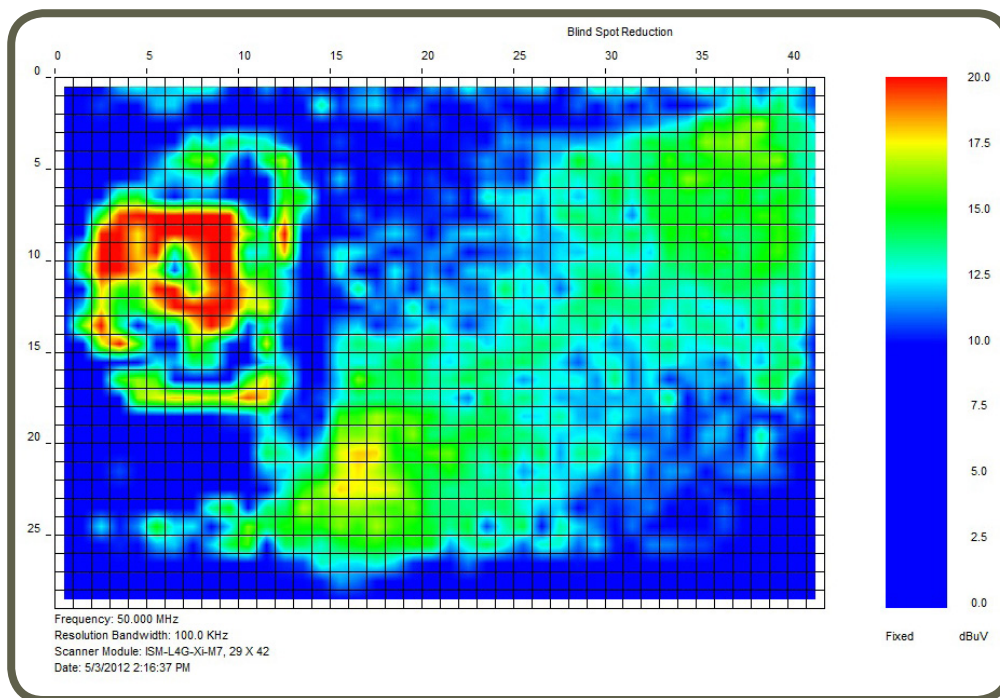 Blind Spot Reduction
0 5 10 15 20 25 30 35 40
0
5
10
15
20
25
20.0
17.5
15.0
12.5
10.0
7.5
5.0
2.5
0.0
Fixed dBuV
Frequency: 50.000 MHz
Resolution Bandwidth: 100.0 KHz
Scanner Module: ISM-L4G-Xi-M7, 29 X 42
Date: 5/3/2012 2:16:37 PM